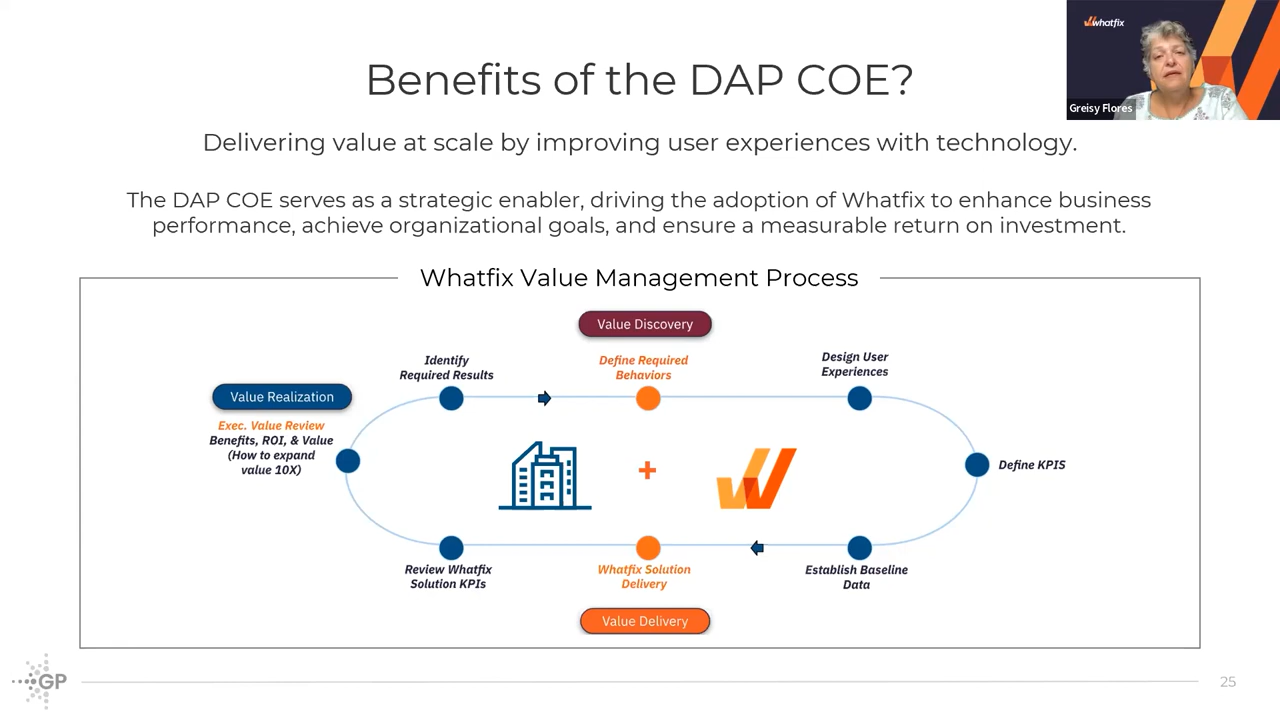 whatfix
Greisy Flores
Benefits of the DAP COE?
Delivering value at scale by improving user experiences with technology.
The DAP COE serves as a strategic enabler, driving the adoption of Whatfix to enhance business
performance, achieve organizational goals, and ensure a measurable return on investment.
Whatfix Value Management Process
Value Discovery
Identify
Required Results
Define Required
Behaviors
Design User
Experiences
Value Realization
Exec. Value Review
Benefits, ROI, & Value
(How to expand
value 10X)
+
Define KPIS
Review Whatfix
Solution KPIs
Whatfix Solution
Delivery
Establish Baseline
Data
Value Delivery
GP
25